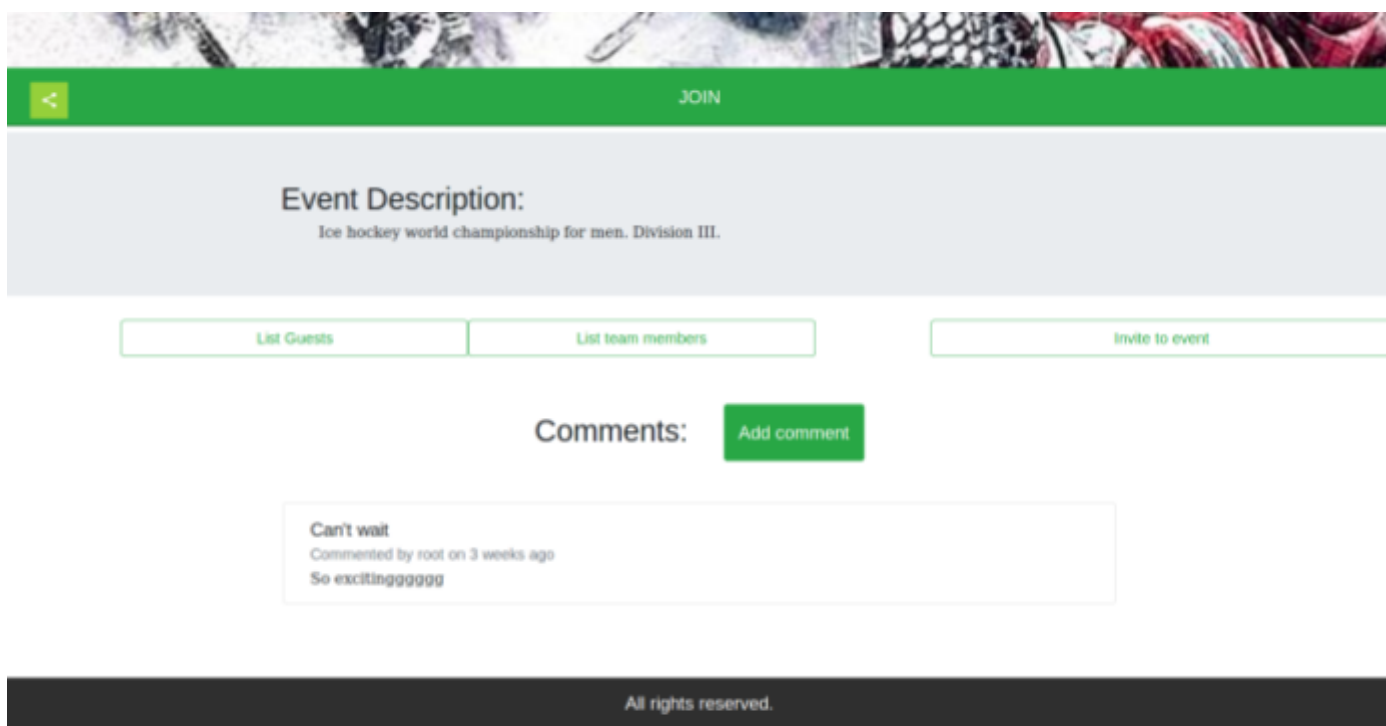 JOIN
Event Description:
Ice hockey world championship for men. Division III.
List Guests
List team members
Invite to event
Comments:
Add comment
Can't wait
Commented by root on 3 weeks ago
So excitingggggg
All rights reserved.